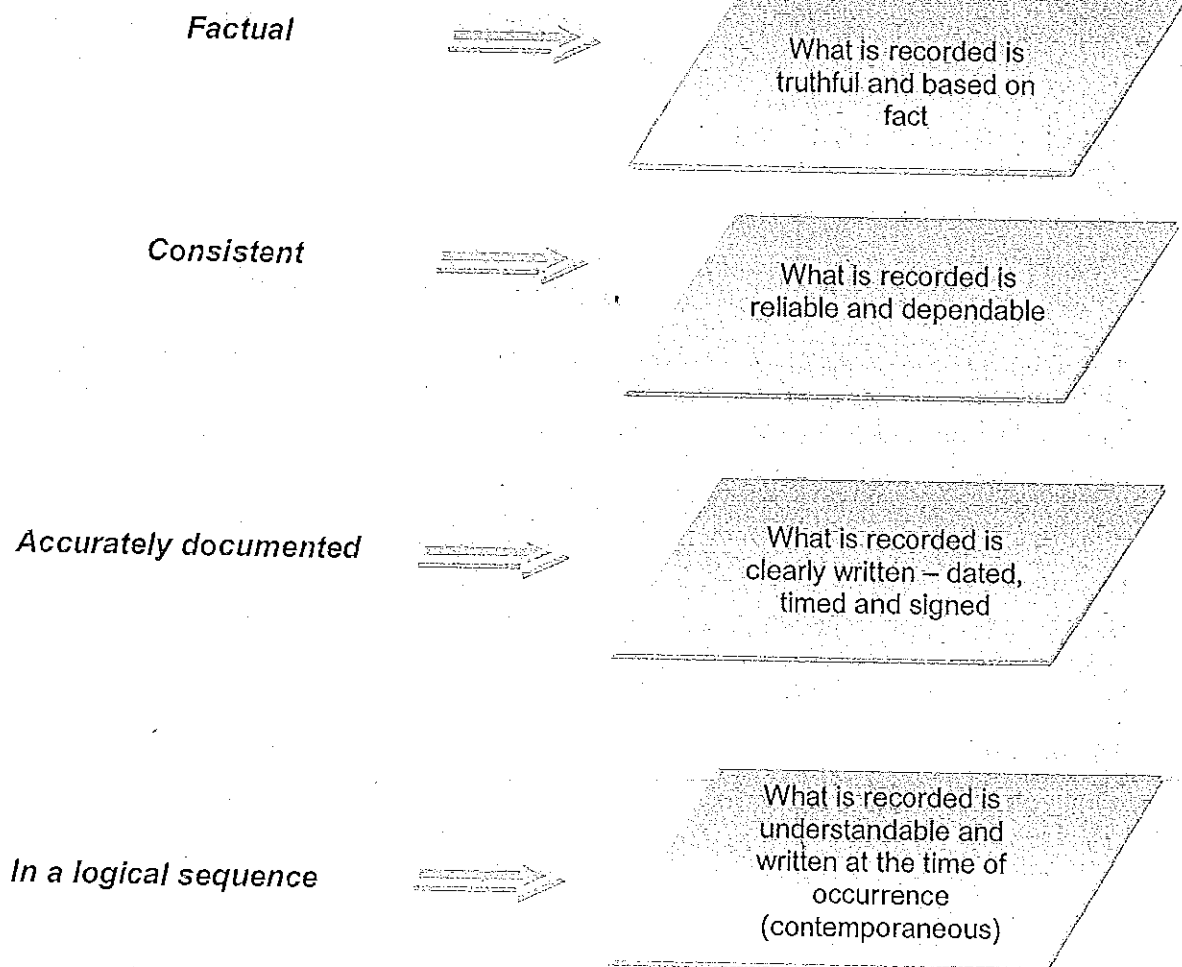 Factual
What is recorded is
truthful and based on
fact
Consistent
What is recorded is
reliable and dependable
Accurately documented
What is recorded is
clearly written – dated,
timed and signed
In a logical sequence
What is recorded is
understandable and
written at the time of
occurrence
(contemporaneous)